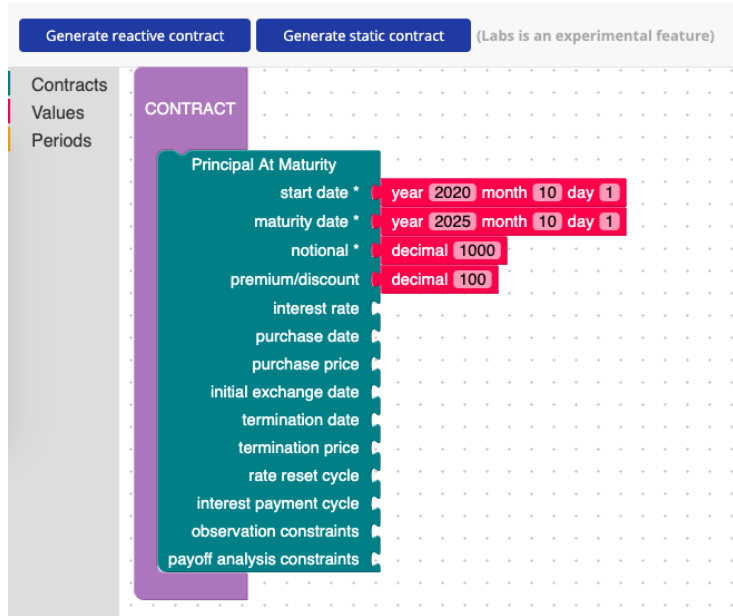 Generate reactive contract Generate static contract (Labs is an experimental feature)
Contracts
Values
Periods
CONTRACT
Principal At Maturity
start date * year 2020 month 10 day 1
maturity date * year 2025 month 10 day 1
notional * decimal 1000
premium/discount decimal 100
interest rate
purchase date
purchase price
initial exchange date
termination date
termination price
rate reset cycle
interest payment cycle
observation constraints
payoff analysis constraints